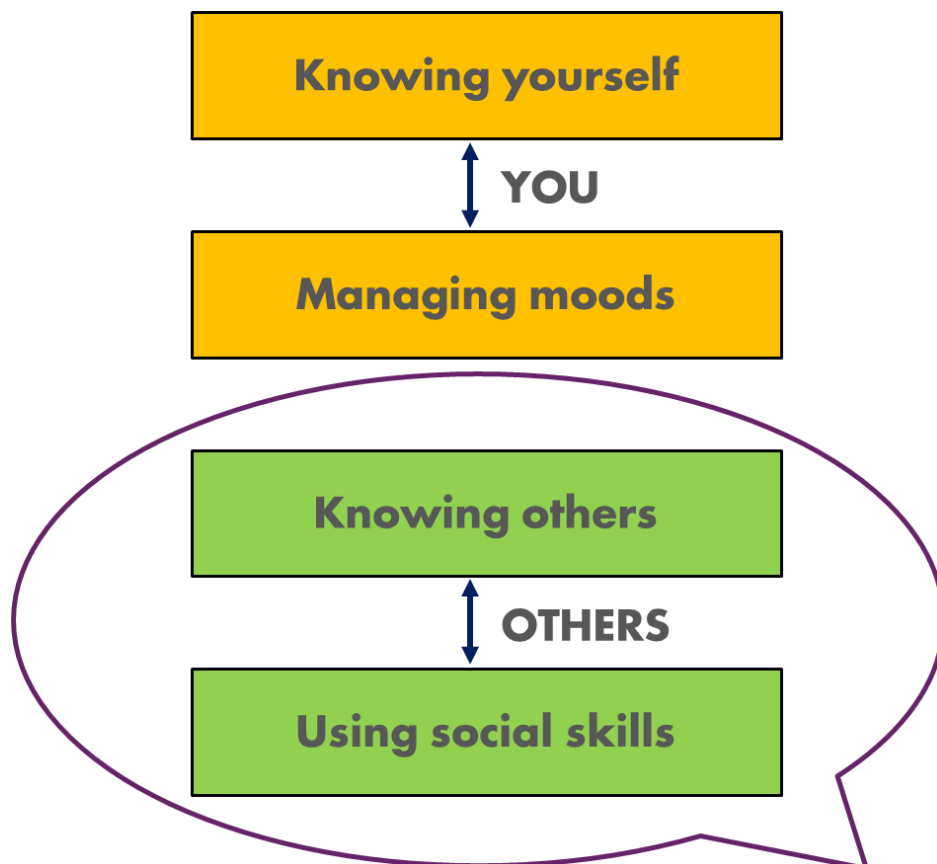 Knowing yourself
YOU
Managing moods
Knowing others
OTHERS
Using social skills